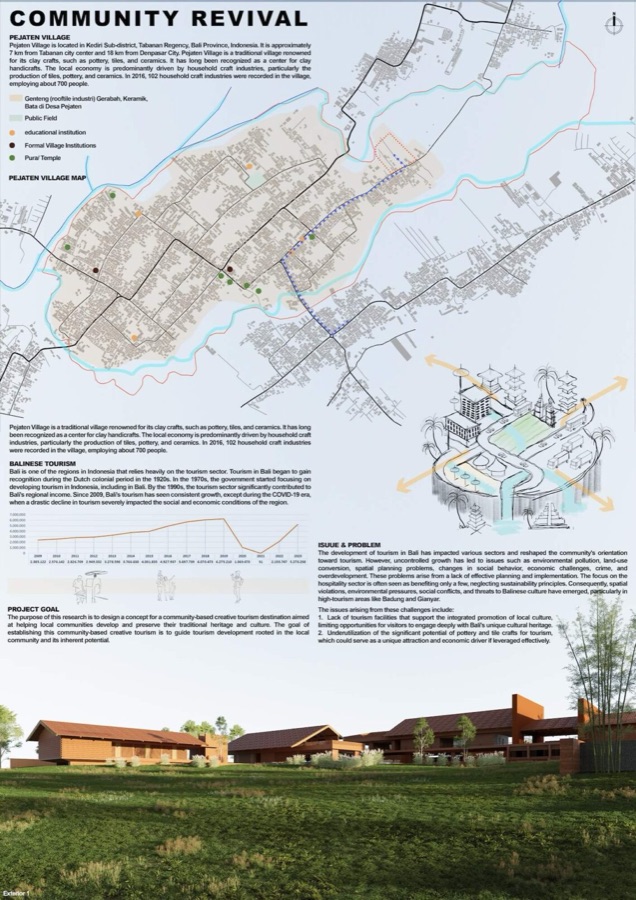 COMMUNITY REVIVAL
PEJATEN VILLAGE
Pejaten Village is located in Kediri Sub-district, Tabanan Regency, Bali Province, Indonesia. It is approximately
7 km from Tabanan city center and 18 km from Denpasar City. Pejaten Village is a traditional village renowned
for its clay crafts, such as pottery, tiles, and ceramics. It has long been recognized as a center for clay
handicrafts. The local economy is predominantly driven by household craft industries, particularly the
production of tiles, pottery, and ceramics. In 2016, 102 household craft industries were recorded in the village,
employing about 700 people.
Genteng (rooftile industri) Gerabah, Keramik,
Bata di Desa Pejaten
Public Field
educational institution
Formal Village Institutions
Pura/ Temple
PEJATEN VILLAGE MAP
Pejaten Village is a traditional village renowned for its clay crafts, such as pottery, tiles, and ceramics. It has long
been recognized as a center for clay handicrafts. The local economy is predominantly driven by household craft
industries, particularly the production of tiles, pottery, and ceramics. In 2016, 102 household craft industries
were recorded in the village, employing about 780 people.
BALINESE TOURISM
Bali is one of the regions in Indonesia that relies heavily on the tourism sector. Tourism in Bali began to gain
recognition during the Dutch colonial period in the 1920s. In the 1970s, the government started focusing on
developing tourism in Indonesia, including in Bali. By the 1990s, the tourism sector significantly contributed to
Bali's regional income. Since 2009, Bali's tourism has seen consistent growth, except during the COVID-19 era,
when a drastic decline in tourism severely impacted the social and economic conditions of the region.
PROJECT GOAL
The purpose of this research is to design a concept for a community-based creative tourism destination aimed
at helping local communities develop and preserve their traditional heritage and culture. The goal of
establishing this community-based creative tourism is to guide tourism development rooted in the local
community and its inherent potential.
ISUUE & PROBLEM
The development of tourism in Bali has impacted various sectors and reshaped the community's orientation
toward tourism. However, uncontrolled growth has led to issues such as environmental pollution, land-use
conversion, spatial planning problems, changes in social behavior, economic challenges, crime, and
overdevelopment. These problems arise from a lack of effective planning and implementation. The focus on the
hospitality sector is often seen as benefiting only a few, neglecting sustainability principles. Consequently, spatial
violations, environmental pressures, social conflicts, and threats to Balinese culture have emerged, particularly in
high-tourism areas like Badung and Gianyar.
The issues arising from these challenges include:
1. Lack of tourism facilities that support the integrated promotion of local culture,
limiting opportunities for visitors to engage deeply with Bali's unique cultural heritage.
2. Underutilization of the significant potential of pottery and tile crafts for tourism,
which could serve as a unique attraction and economic driver if leveraged effectively.
Exterior 1